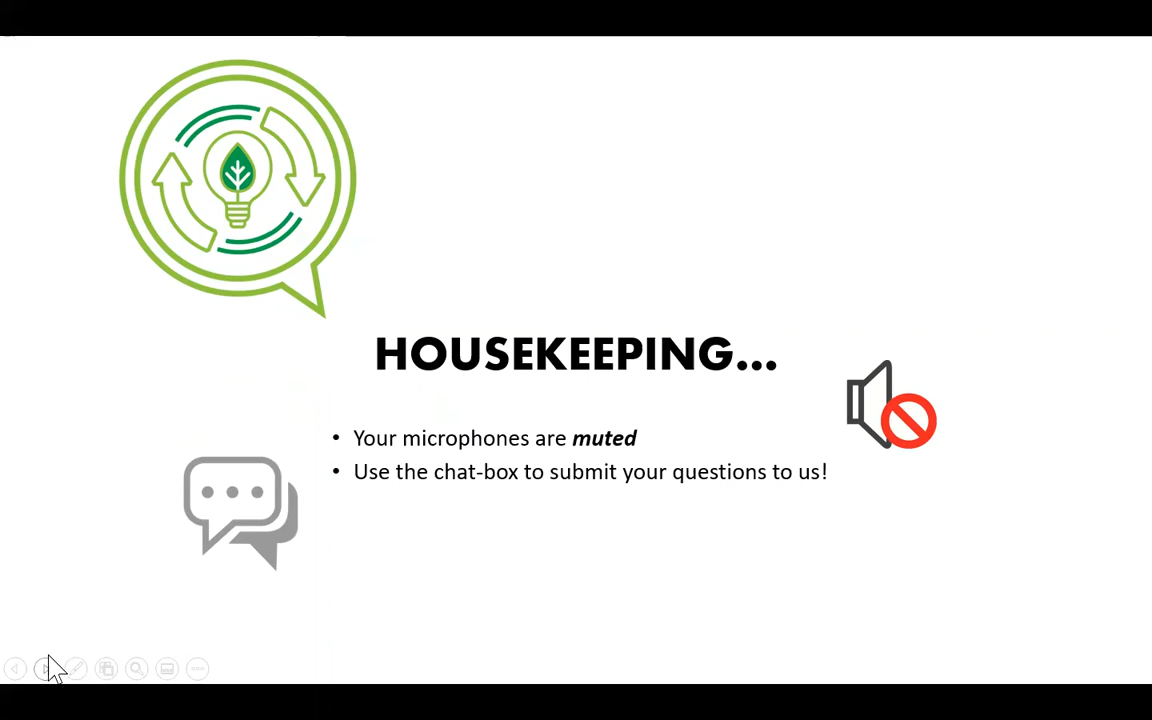 HOUSEKEEPING...
• Your microphones are muted
• Use the chat-box to submit your questions to us!